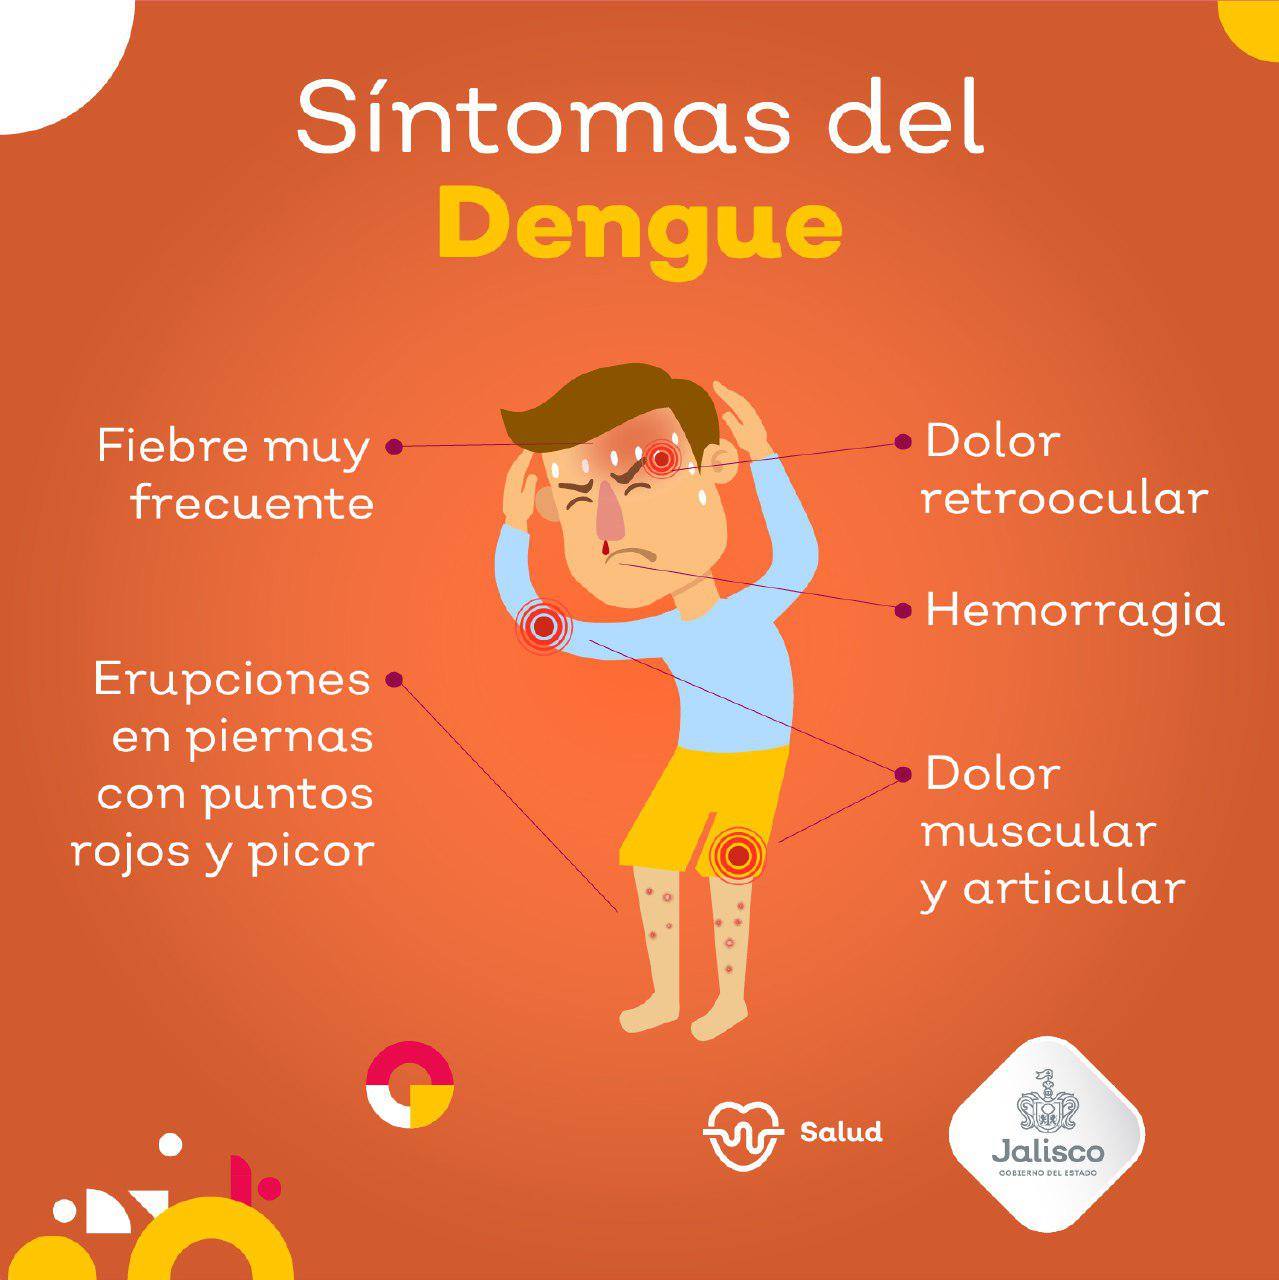 Síntomas del
Dengue
Fiebre muy
frecuente
Erupciones
en piernas
con puntos
rojos y picor
Dolor
retroocular
Hemorragia
Dolor
muscular
y articular
Salud
Jalisco
GOBIERNO DEL ESTADO